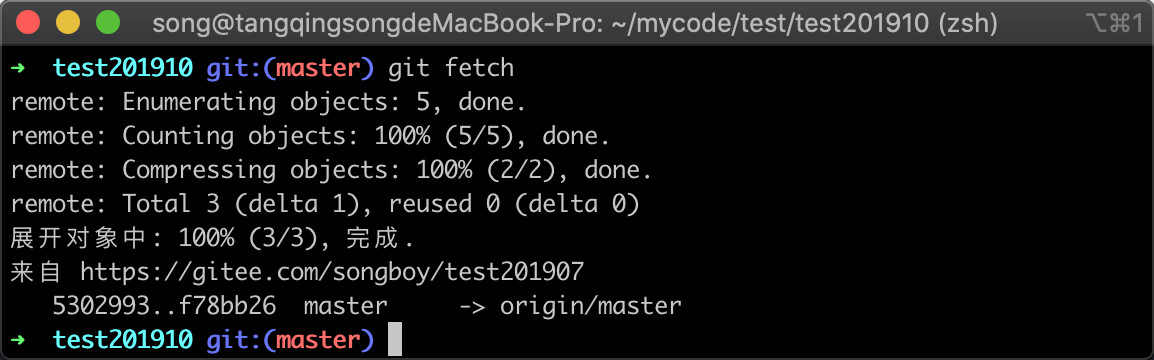 song@tangqingsongdeMacBook-Pro: ~/mycode/test/test201910 (zsh) ⌥⌘1
➜  test201910 git:(master) git fetch
remote: Enumerating objects: 5, done.
remote: Counting objects: 100% (5/5), done.
remote: Compressing objects: 100% (2/2), done.
remote: Total 3 (delta 1), reused 0 (delta 0)
展开对象中: 100% (3/3), 完成.
来自 https://gitee.com/songboy/test201907
   5302993..f78bb26  master     -> origin/master
➜  test201910 git:(master)